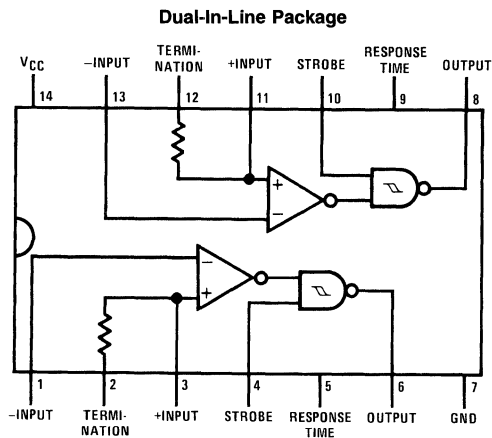 Dual-In-Line Package
VCC
–INPUT
TERMI-
NATION
+INPUT
STROBE
RESPONSE
TIME
OUTPUT
14
13
12
11
10
9
8
+
–
–
+
1
2
3
4
5
6
7
–INPUT
TERMI-
NATION
+INPUT
STROBE
RESPONSE
TIME
OUTPUT
GND